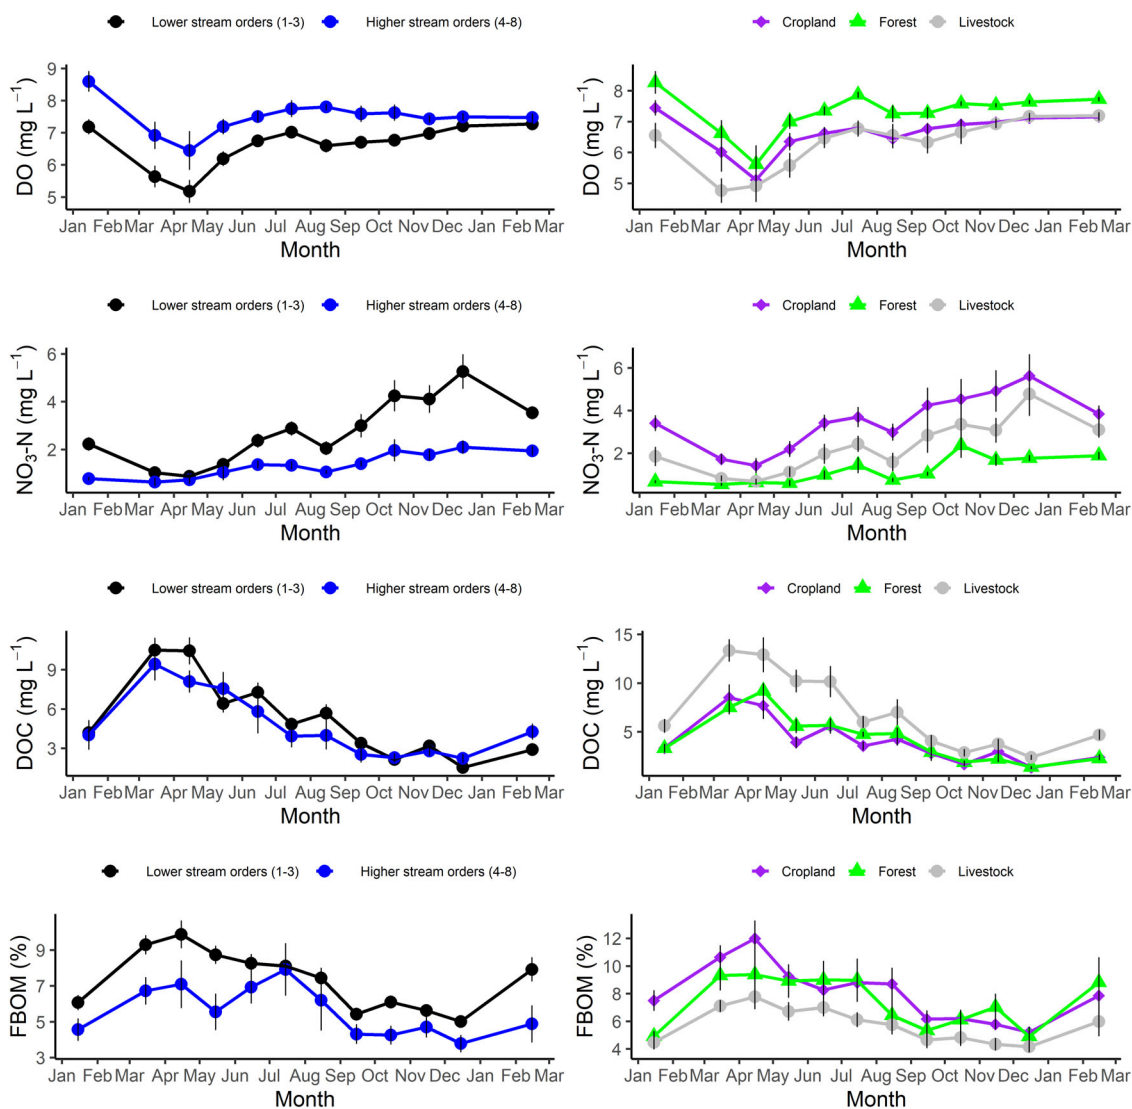 Lower stream orders (1-3) Higher stream orders (4-8)
Cropland Forest Livestock
DO (mg L⁻¹)
9
8
7
6
5
Jan Feb Mar Apr May Jun Jul Aug Sep Oct Nov Dec Jan Feb Mar
Month
DO (mg L⁻¹)
8
7
6
5
Jan Feb Mar Apr May Jun Jul Aug Sep Oct Nov Dec Jan Feb Mar
Month
Lower stream orders (1-3) Higher stream orders (4-8)
Cropland Forest Livestock
NO₃-N (mg L⁻¹)
6
4
2
Jan Feb Mar Apr May Jun Jul Aug Sep Oct Nov Dec Jan Feb Mar
Month
NO₃-N (mg L⁻¹)
6
4
2
Jan Feb Mar Apr May Jun Jul Aug Sep Oct Nov Dec Jan Feb Mar
Month
Lower stream orders (1-3) Higher stream orders (4-8)
Cropland Forest Livestock
DOC (mg L⁻¹)
9
6
3
Jan Feb Mar Apr May Jun Jul Aug Sep Oct Nov Dec Jan Feb Mar
Month
DOC (mg L⁻¹)
15
10
5
Jan Feb Mar Apr May Jun Jul Aug Sep Oct Nov Dec Jan Feb Mar
Month
Lower stream orders (1-3) Higher stream orders (4-8)
Cropland Forest Livestock
FBOM (%)
9
7
5
3
Jan Feb Mar Apr May Jun Jul Aug Sep Oct Nov Dec Jan Feb Mar
Month
FBOM (%)
12
10
8
6
4
Jan Feb Mar Apr May Jun Jul Aug Sep Oct Nov Dec Jan Feb Mar
Month